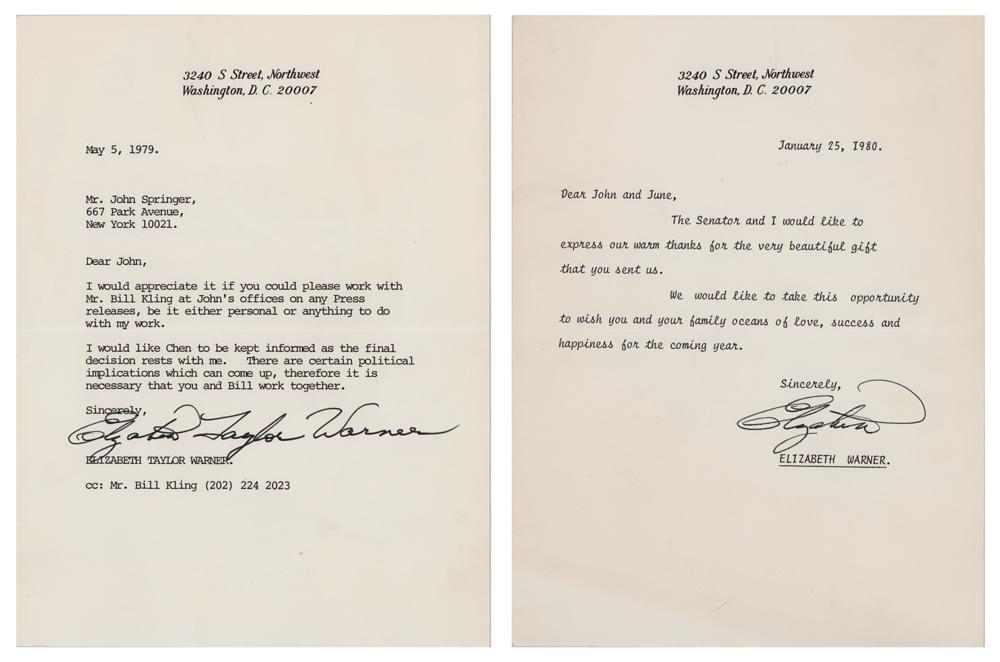 3240 S Street, Northwest
Washington, D. C. 20007
May 5, 1979.
Mr. John Springer,
667 Park Avenue,
New York 10021.
Dear John,
I would appreciate it if you could please work with
Mr. Bill Kling at John's offices on any Press
releases, be it either personal or anything to do
with my work.
I would like Chen to be kept informed as the final
decision rests with me. There are certain political
implications which can come up, therefore it is
necessary that you and Bill work together.
Sincerely,
Elizabeth Taylor Warner
ELIZABETH TAYLOR WARNER.
cc: Mr. Bill Kling (202) 224 2023
3240 S Street, Northwest
Washington, D. C. 20007
January 25, 1980.
Dear John and June,
The Senator and I would like to
express our warm thanks for the very beautiful gift
that you sent us.
We would like to take this opportunity
to wish you and your family oceans of love, success and
happiness for the coming year.
Sincerely,
Elizabeth
ELIZABETH WARNER.